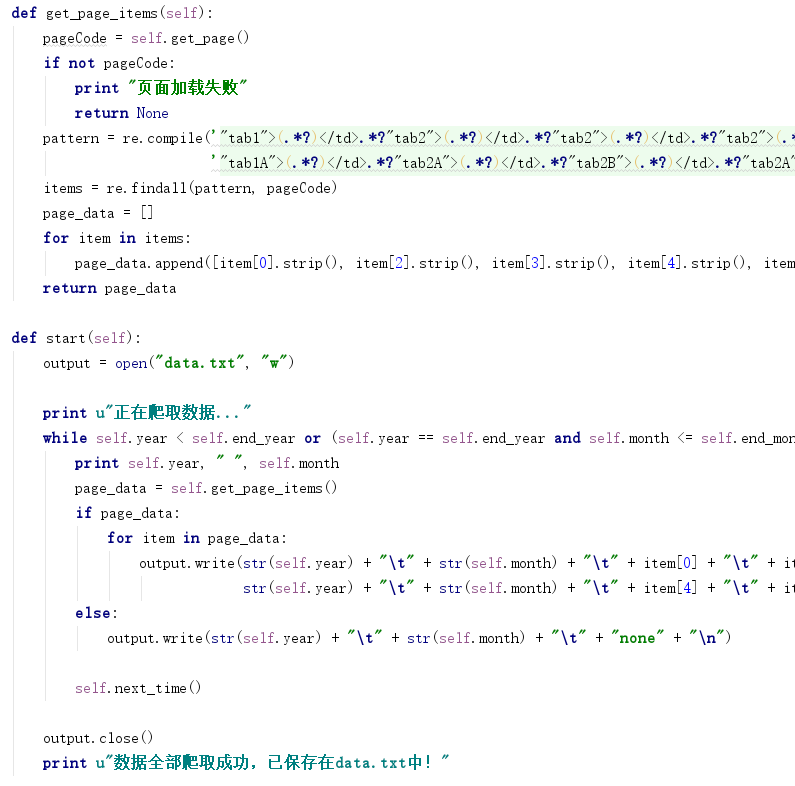 def get_page_items(self):
    pageCode = self.get_page()
    if not pageCode:
        print "页面加载失败"
        return None
    pattern = re.compile('"tab1">(.*?)</td>.*?"tab2">(.*?)</td>.*?"tab2">(.*?)</td>.*?"tab2">(.*
                         '"tab1A">(.*?)</td>.*?"tab2A">(.*?)</td>.*?"tab2B">(.*?)</td>.*?"tab2A"
    items = re.findall(pattern, pageCode)
    page_data = []
    for item in items:
        page_data.append([item[0].strip(), item[2].strip(), item[3].strip(), item[4].strip(), item
    return page_data
def start(self):
    output = open("data.txt", "w")
    print u"正在爬取数据..."
    while self.year < self.end_year or (self.year == self.end_year and self.month <= self.end_mon
        print self.year, " ", self.month
        page_data = self.get_page_items()
        if page_data:
            for item in page_data:
                output.write(str(self.year) + "\t" + str(self.month) + "\t" + item[0] + "\t" + it
                             str(self.year) + "\t" + str(self.month) + "\t" + item[4] + "\t" + it
        else:
            output.write(str(self.year) + "\t" + str(self.month) + "\t" + "none" + "\n")
        self.next_time()
    output.close()
    print u"数据全部爬取成功，已保存在data.txt中！"